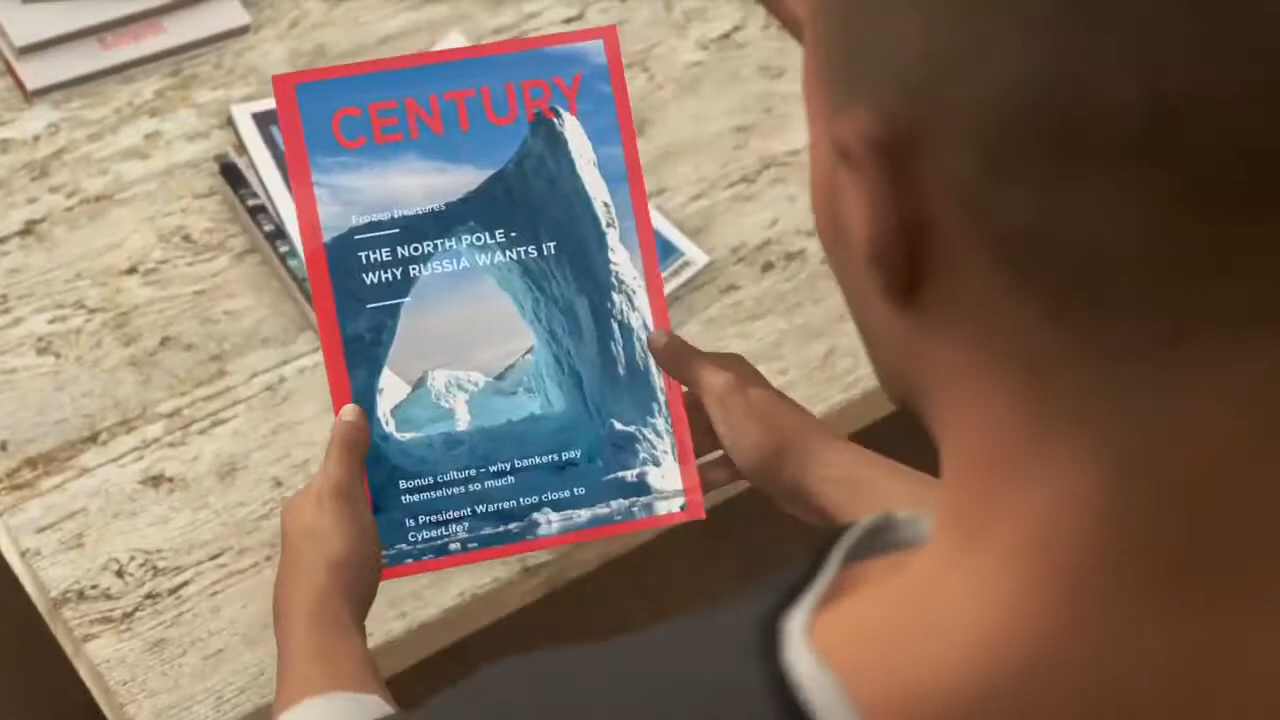 CENTURY
Frozen treasures
THE NORTH POLE -
WHY RUSSIA WANTS IT
Bonus culture – why bankers pay
themselves so much
Is President Warren too close to
CyberLife?